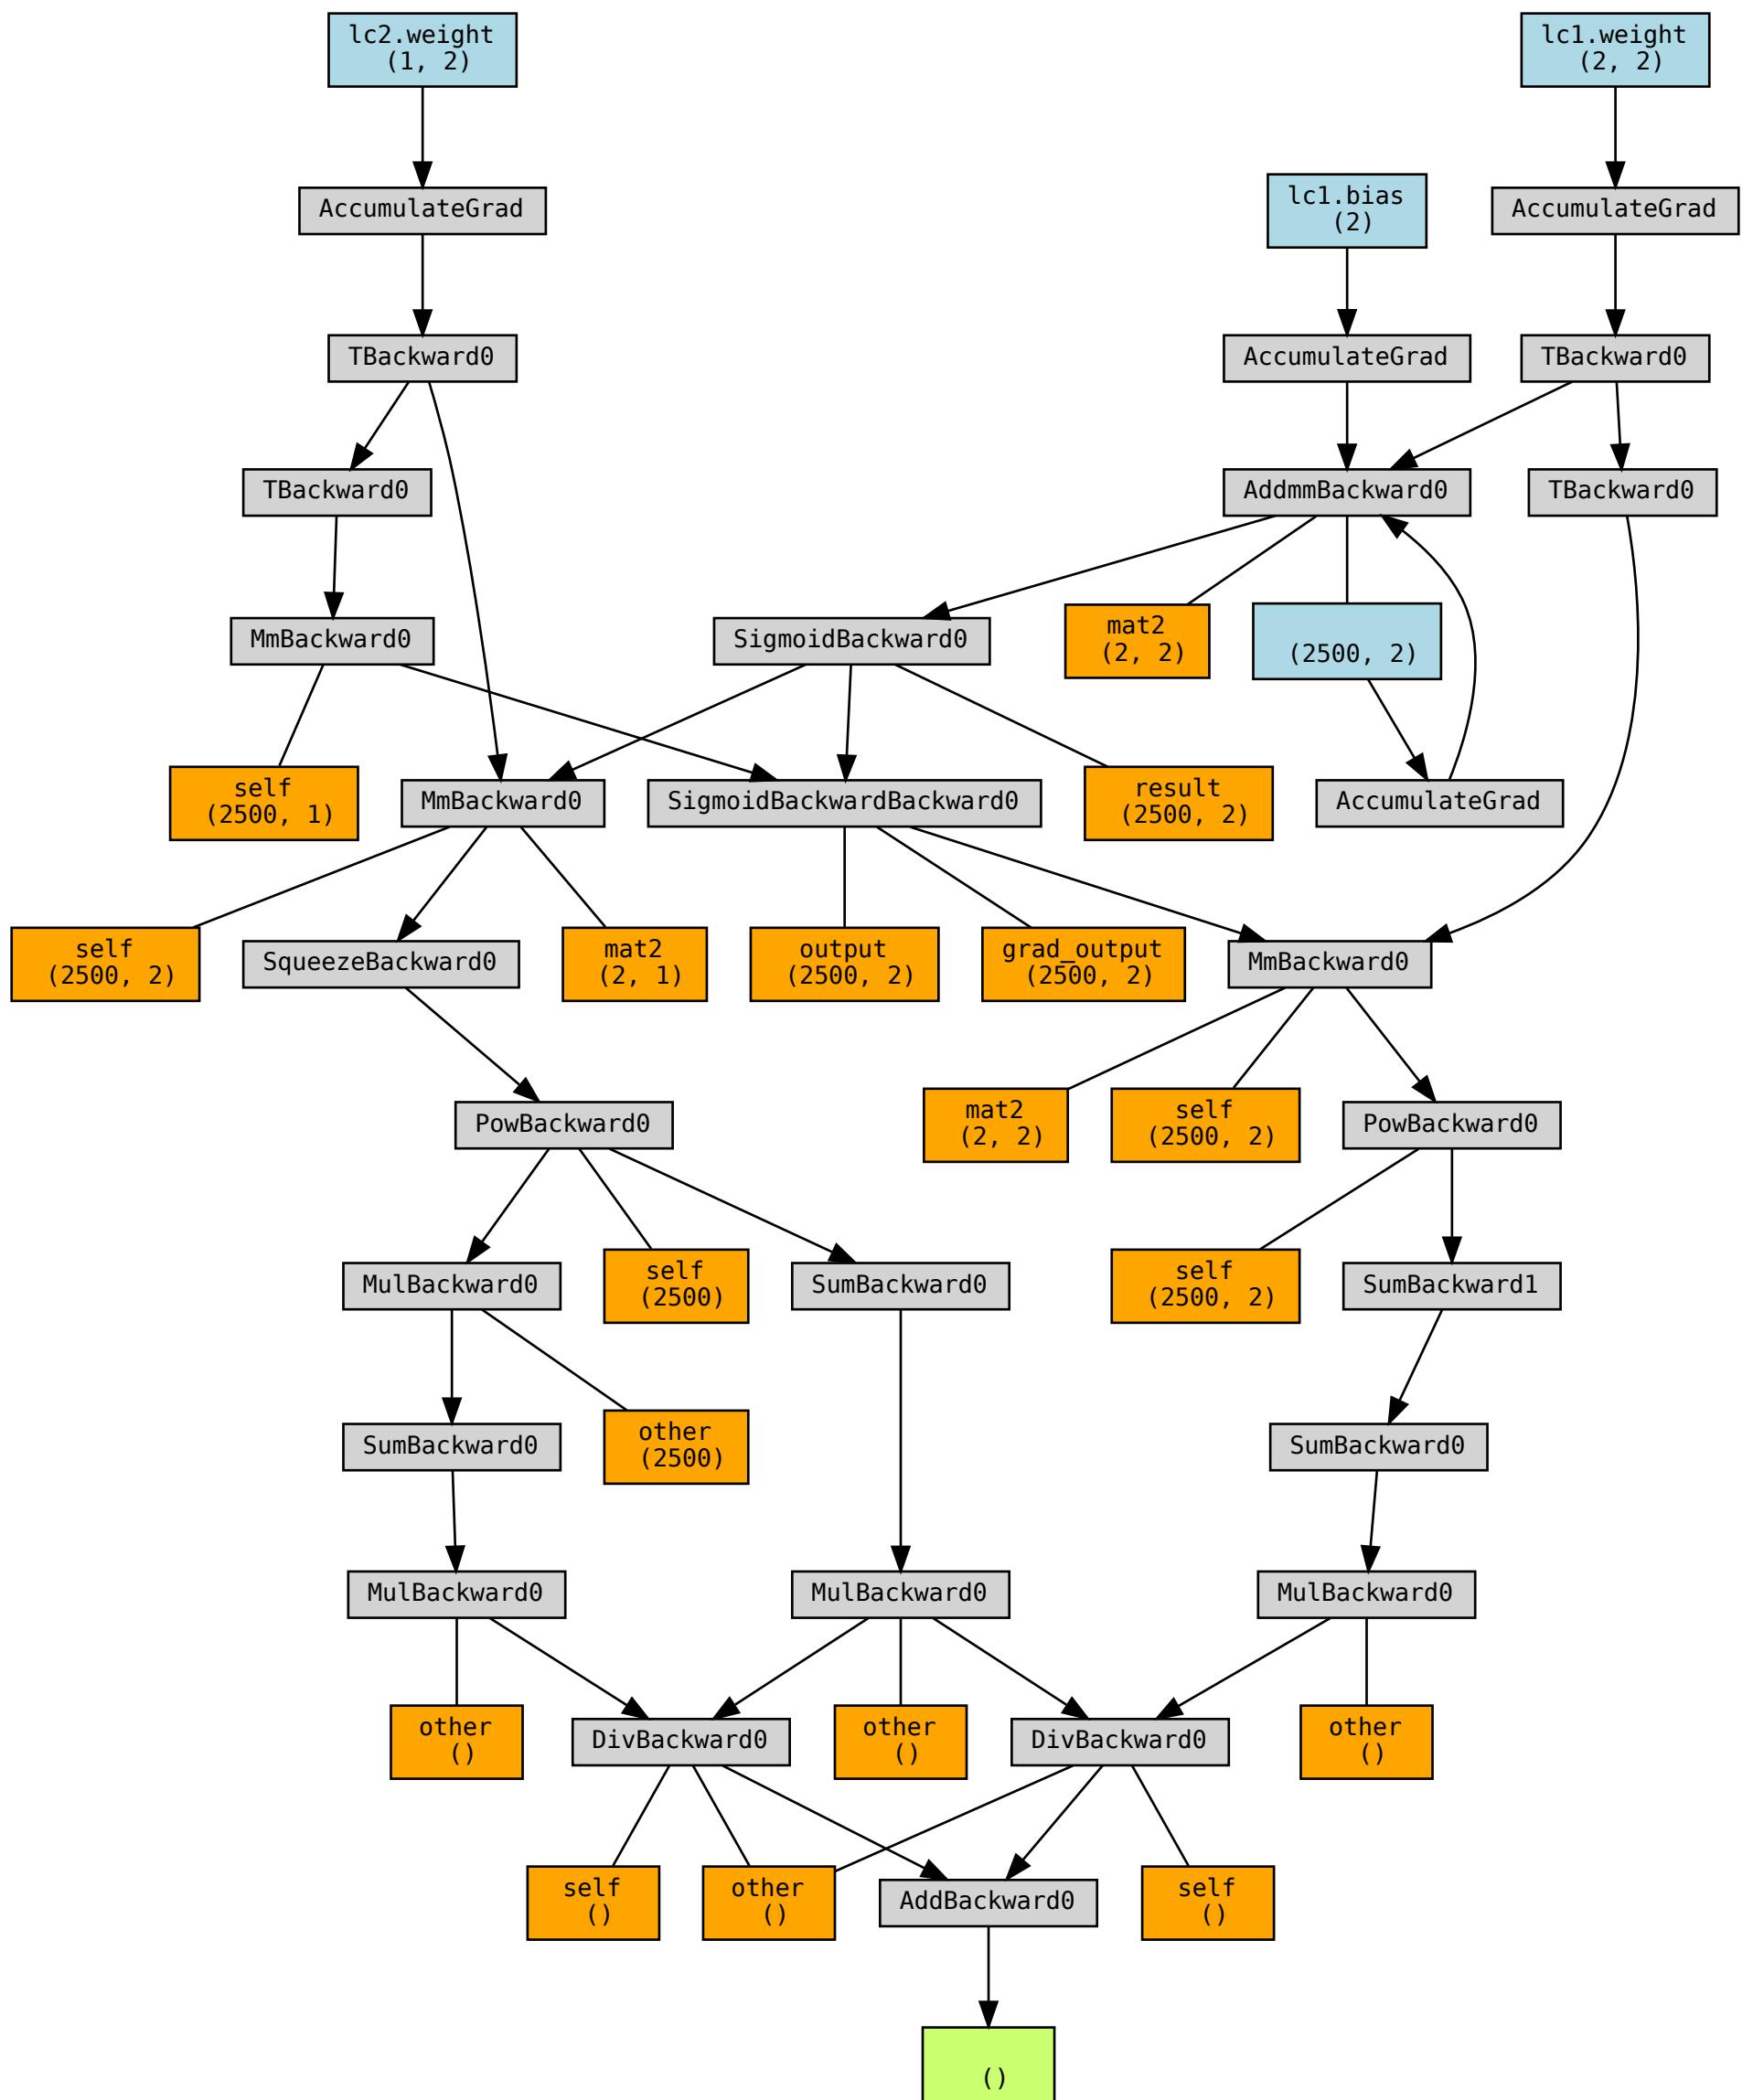 lc2.weight
(1, 2)
lc1.weight
(2, 2)
lc1.bias
(2)
AccumulateGrad
AccumulateGrad
TBackward0
AccumulateGrad
TBackward0
TBackward0
AddmmBackward0
TBackward0
MmBackward0
SigmoidBackward0
mat2
(2, 2)
(2500, 2)
self
(2500, 1)
MmBackward0
SigmoidBackwardBackward0
result
(2500, 2)
AccumulateGrad
self
(2500, 2)
SqueezeBackward0
mat2
(2, 1)
output
(2500, 2)
grad_output
(2500, 2)
MmBackward0
PowBackward0
mat2
(2, 2)
self
(2500, 2)
PowBackward0
MulBackward0
self
(2500)
SumBackward0
self
(2500, 2)
SumBackward1
SumBackward0
other
(2500)
SumBackward0
MulBackward0
MulBackward0
MulBackward0
other
()
DivBackward0
other
()
DivBackward0
other
()
self
()
other
()
AddBackward0
self
()
()